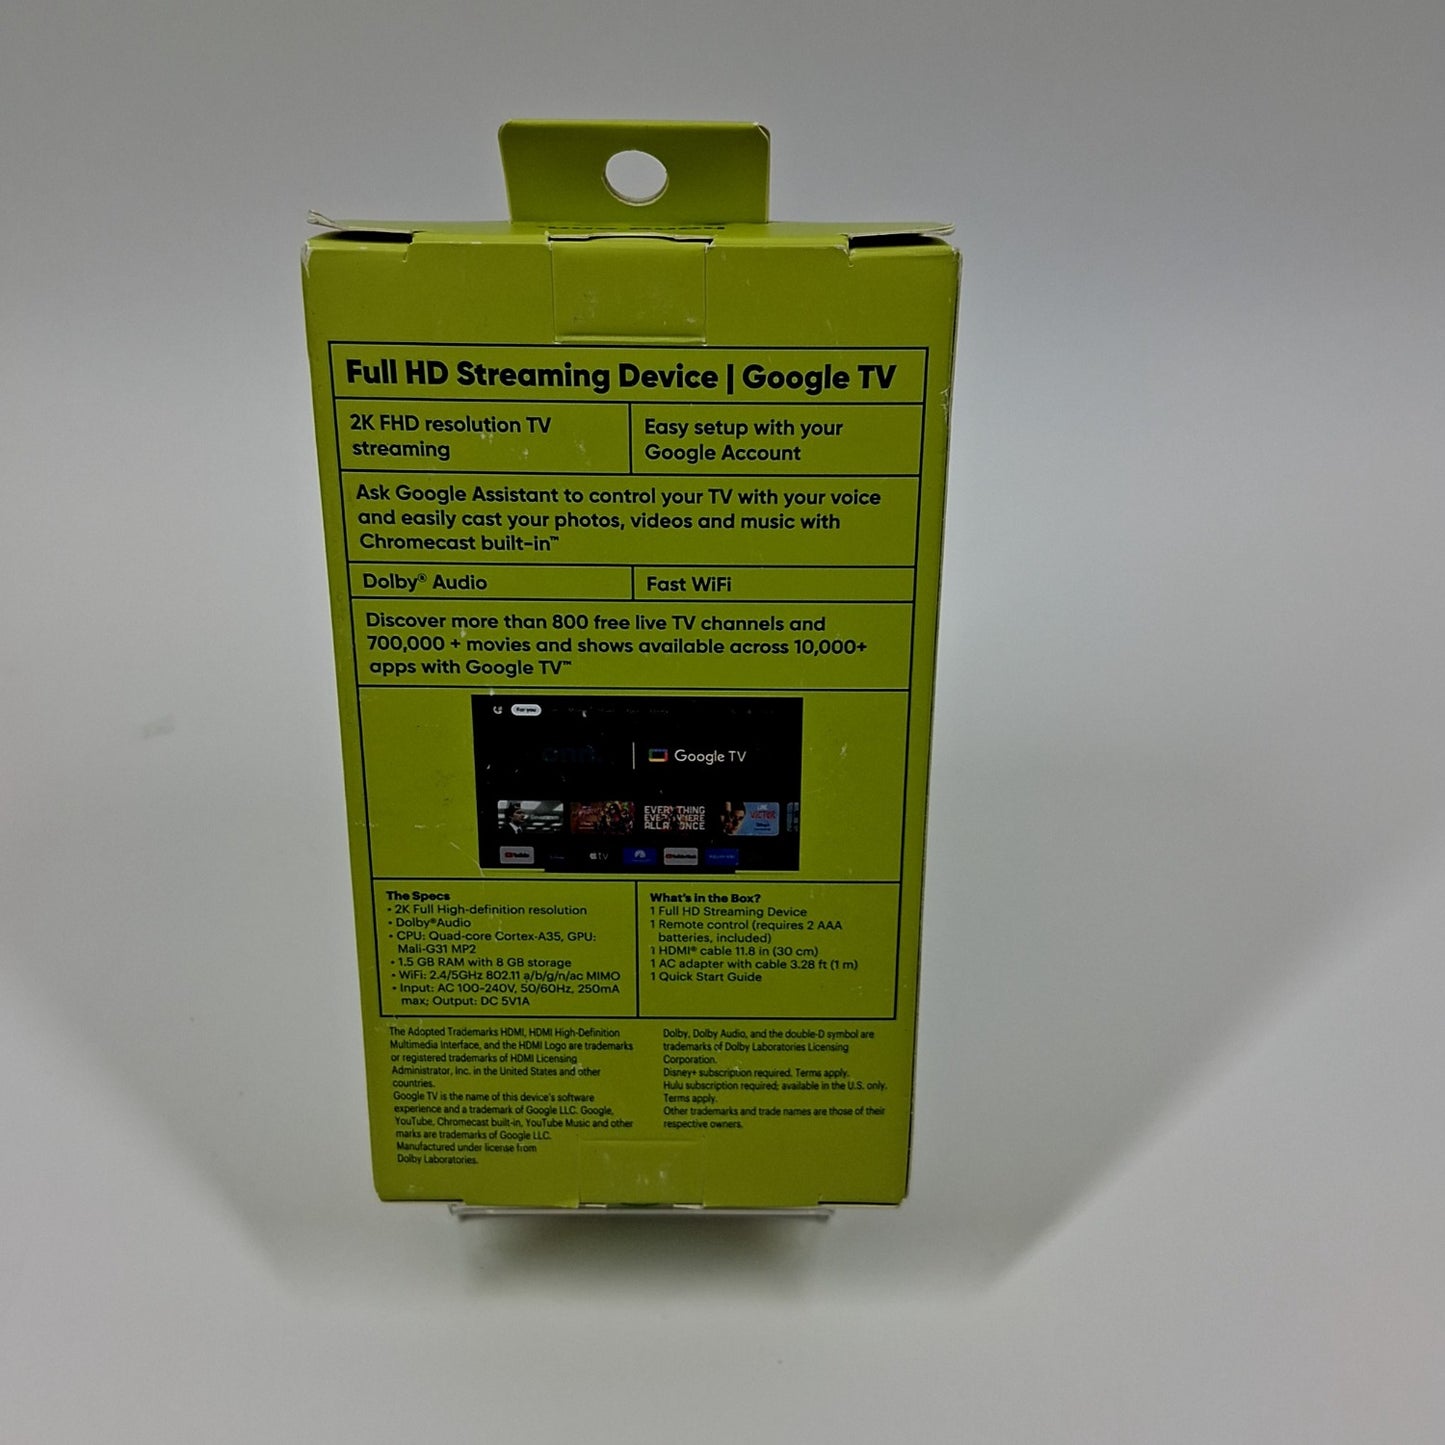 Full HD Streaming Device | Google TV
2K FHD resolution TV
streaming
Easy setup with your
Google Account
Ask Google Assistant to control your TV with your voice
and easily cast your photos, videos and music with
Chromecast built-in™
Dolby® Audio
Fast WiFi
Discover more than 800 free live TV channels and
700,000 + movies and shows available across 10,000+
apps with Google TV™
For you
onn.
Google TV
EVERYTHING
EVERYWHERE
ALL AT ONCE
VICTOR
YouTube
tv
The Specs
• 2K Full High-definition resolution
• Dolby®Audio
• CPU: Quad-core Cortex-A35, GPU:
Mali-G31 MP2
• 1.5 GB RAM with 8 GB storage
• WiFi: 2.4/5GHz 802.11 a/b/g/n/ac MIMO
• Input: AC 100-240V, 50/60Hz, 250mA
max; Output: DC 5V1A
What's in the Box?
1 Full HD Streaming Device
1 Remote control (requires 2 AAA
batteries, included)
1 HDMI® cable 11.8 in (30 cm)
1 AC adapter with cable 3.28 ft (1 m)
1 Quick Start Guide
The Adopted Trademarks HDMI, HDMI High-Definition
Multimedia Interface, and the HDMI Logo are trademarks
or registered trademarks of HDMI Licensing
Administrator, Inc. in the United States and other
countries.
Google TV is the name of this device's software
experience and a trademark of Google LLC. Google,
YouTube, Chromecast built-in, YouTube Music and other
marks are trademarks of Google LLC.
Manufactured under license from
Dolby Laboratories.
Dolby, Dolby Audio, and the double-D symbol are
trademarks of Dolby Laboratories Licensing
Corporation.
Disney+ subscription required. Terms apply.
Hulu subscription required; available in the U.S. only.
Terms apply.
Other trademarks and trade names are those of their
respective owners.